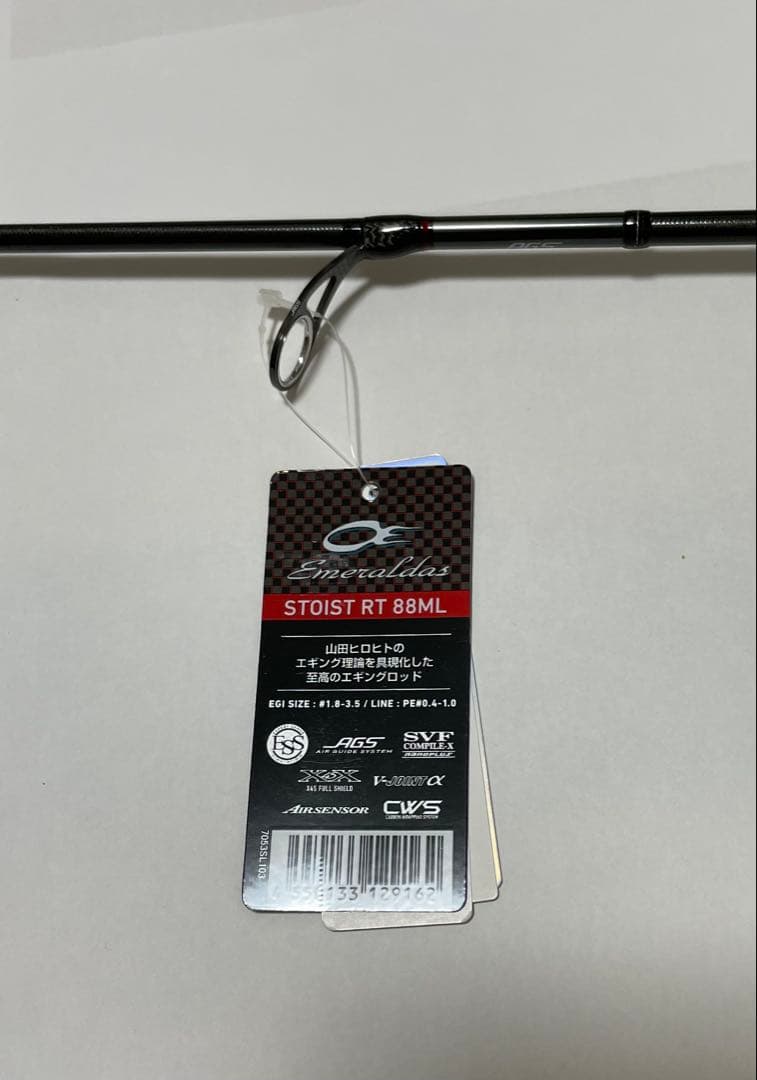 AGS
Emeraldas
STOIST RT 88ML
山田ヒロヒトの
エギング理論を具現化した
至高のエギングロッド
EGI SIZE : #1.8-3.5 / LINE : PE#0.4-1.0
ESS
AGS
AIR GUIDE SYSTEM
SVF
COMPILE-X
nanoplus
X45X
X45 FULL SHIELD
V-JOINT α
AIRSENSOR
CWS
CARBON WRAPPING SYSTEM
7053SL103
133 129162